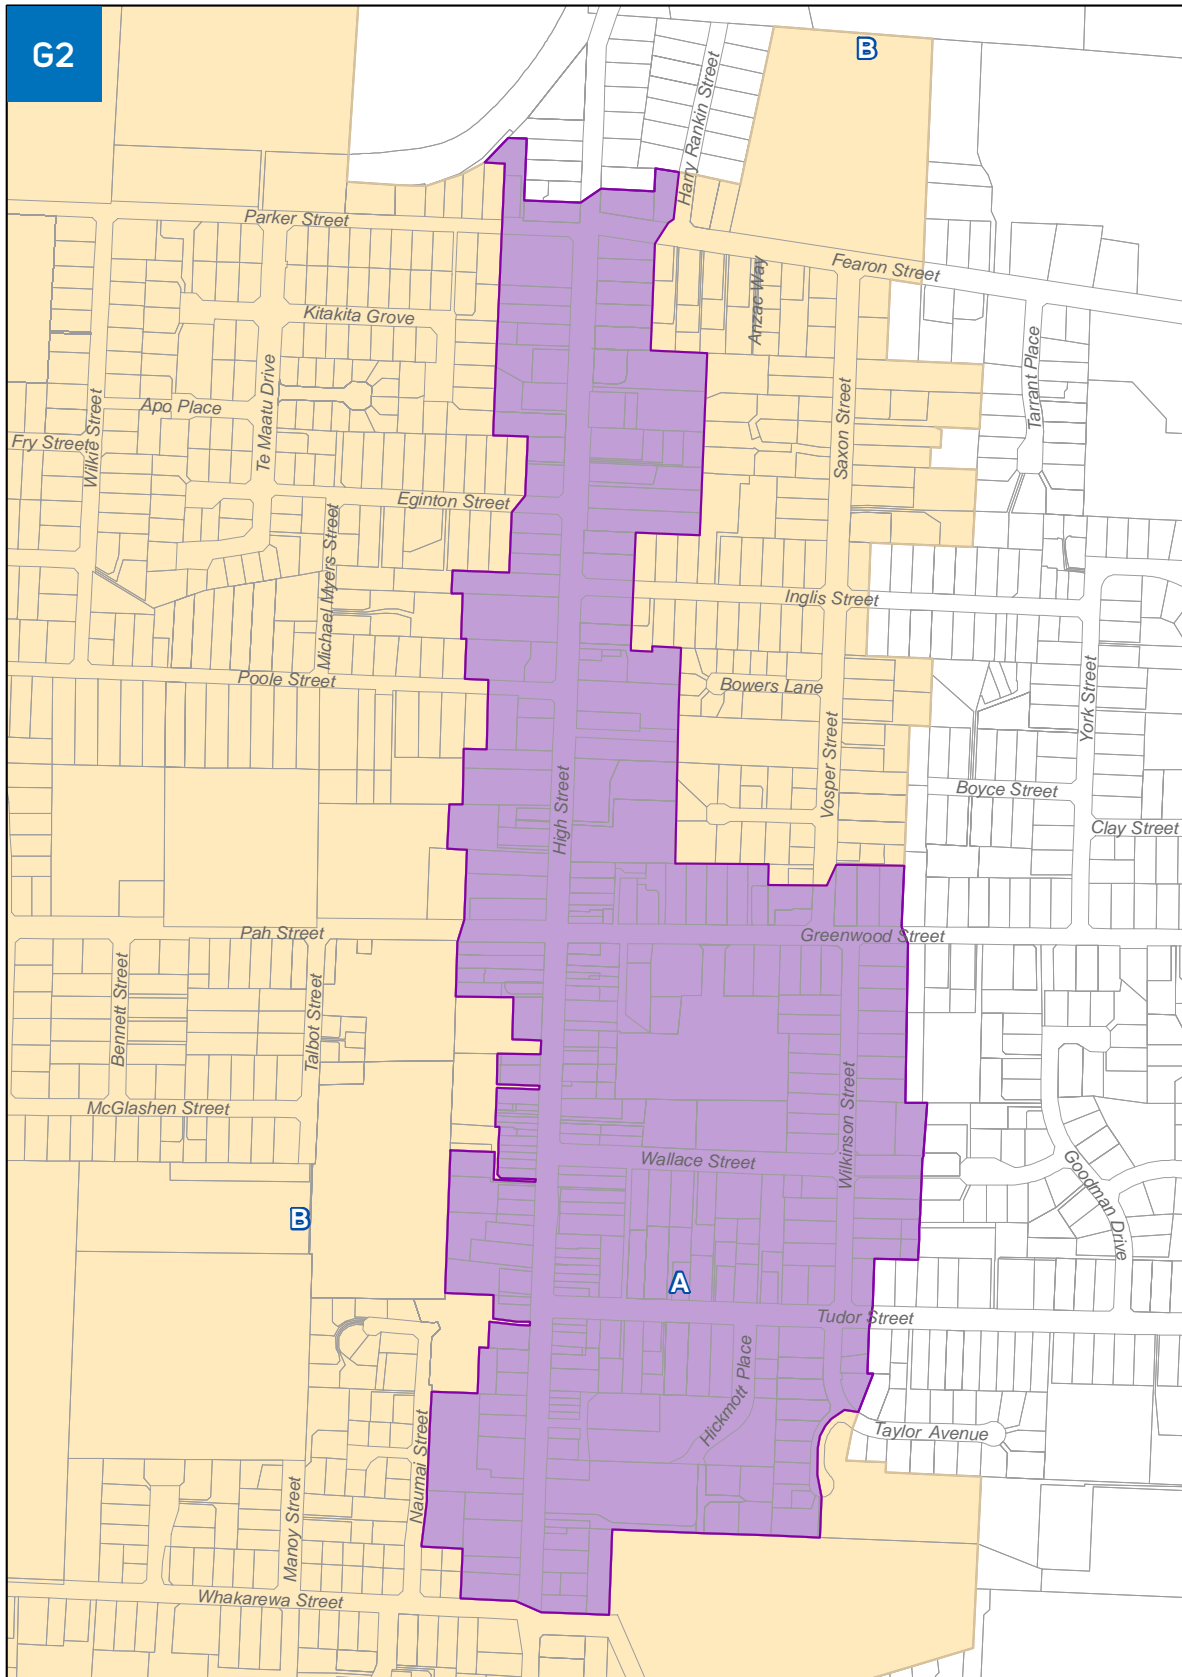 G2
B
Harry Rankin Street
Parker Street
Fearon Street
Anzac Way
Kitakita Grove
Tarrant Place
Te Maatu Drive
Saxon Street
Apo Place
Wilkie Street
Fry Street
Eginton Street
Michael Myers Street
Inglis Street
Poole Street
Bowers Lane
York Street
Vosper Street
High Street
Boyce Street
Clay Street
Pah Street
Greenwood Street
Bennett Street
Talbot Street
McGlashen Street
Wilkinson Street
Wallace Street
Goodman Drive
B
A
Tudor Street
Hickmott Place
Naumai Street
Taylor Avenue
Manoy Street
Whakarewa Street